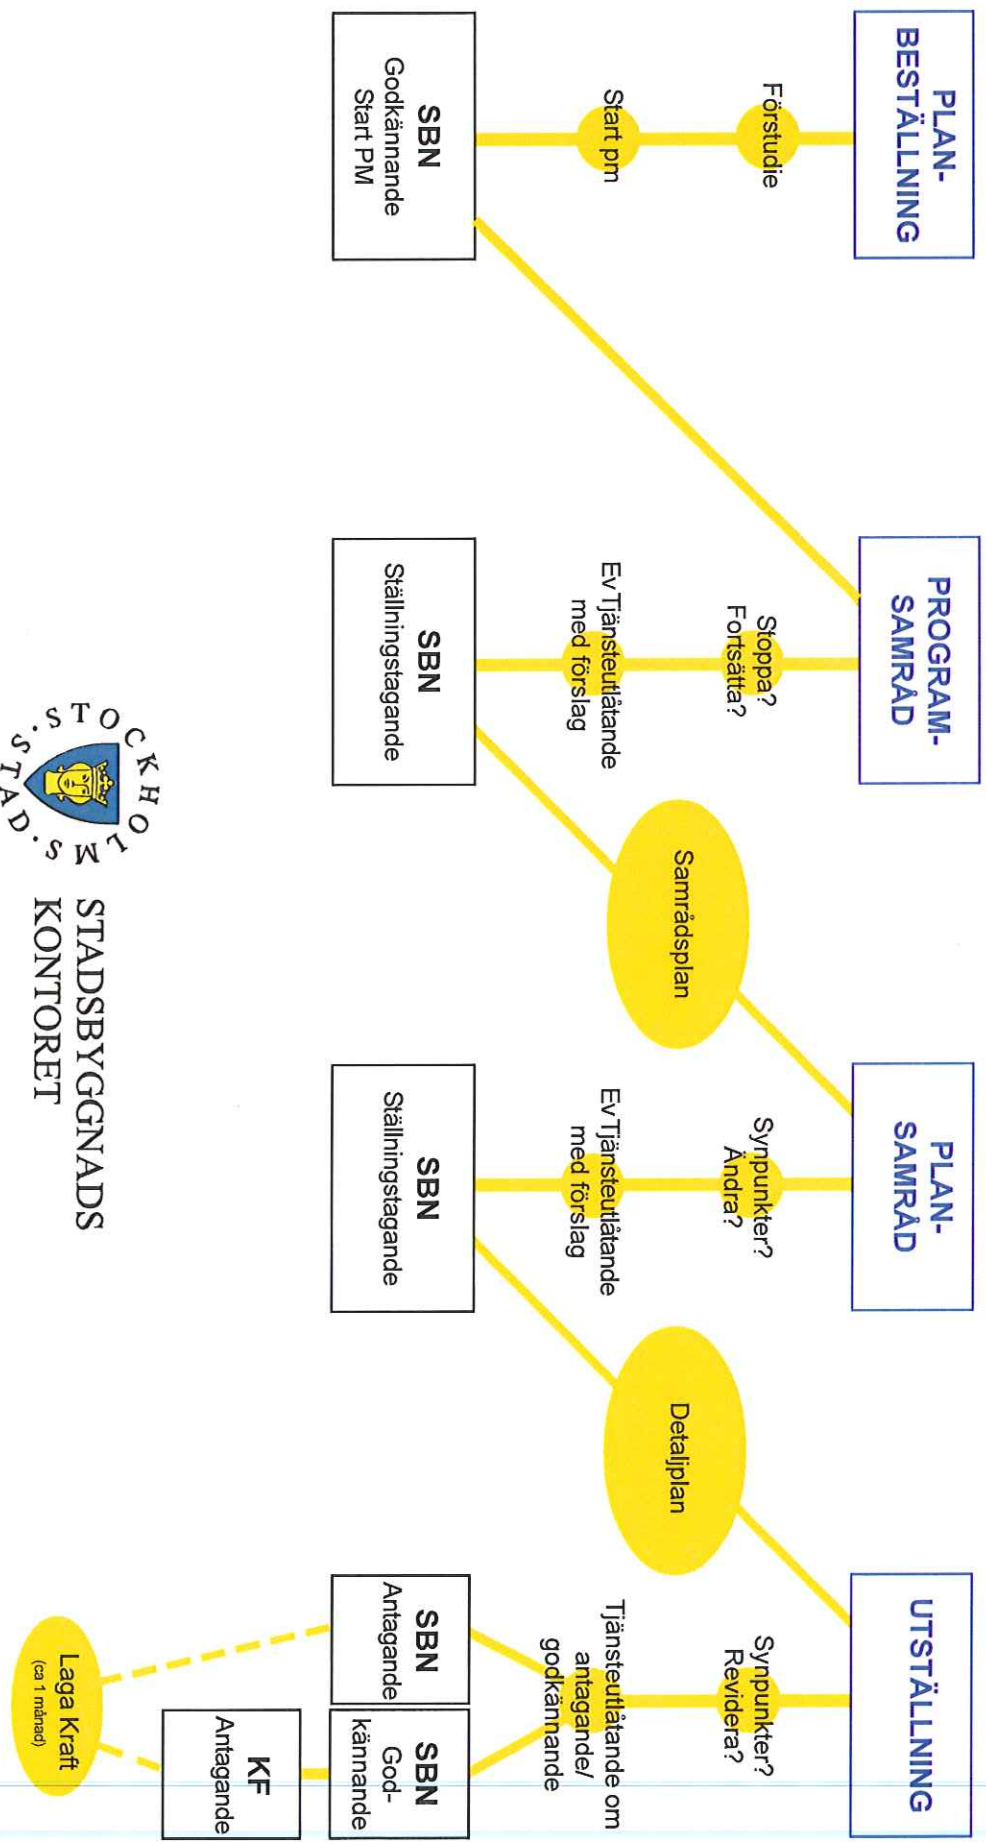 PLAN-
BESTÄLLNING
Förstudie
Start pm
SBN
Godkännande
Start PM
PROGRAM-
SAMRÅD
Stoppa?
Fortsätta?
Ev Tjänsteutlåtande
med förslag
SBN
Ställningstagande
Samrådsplan
PLAN-
SAMRÅD
Synpunkter?
Ändra?
Ev Tjänsteutlåtande
med förslag
SBN
Ställningstagande
Detaljplan
UTSTÄLLNING
Synpunkter?
Revidera?
Tjänsteutlåtande om
antagande/
godkännande
SBN
Antagande
SBN
God-
kännande
KF
Antagande
Laga Kraft
(ca 1 månad)
STOCKHOLMS·STAD·S·
STADSBYGGNADS
KONTORET